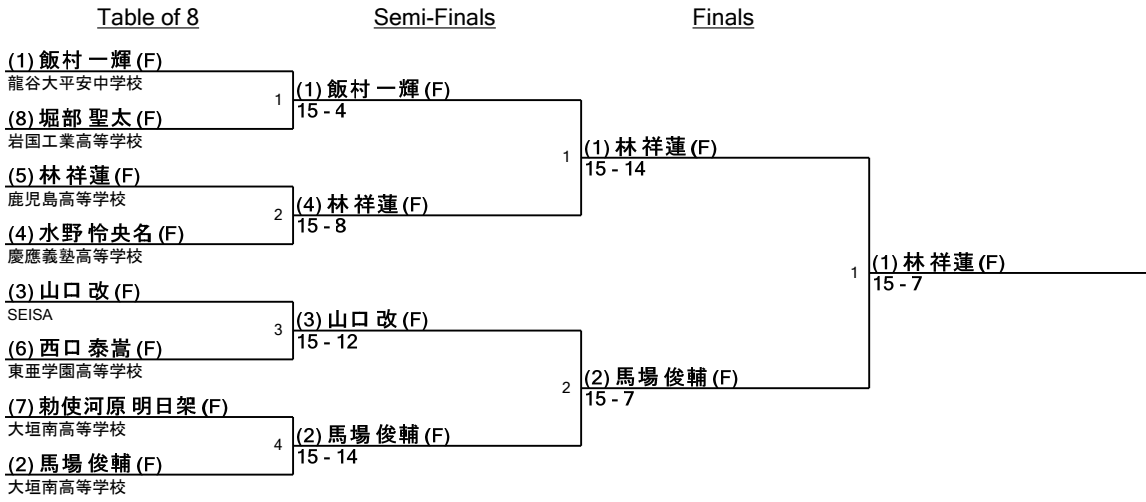 Table of 8
Semi-Finals
Finals
(1) 飯村 一輝 (F)
龍谷大平安中学校
(8) 堀部 聖太 (F)
岩国工業高等学校
(5) 林 祥蓮 (F)
鹿児島高等学校
(4) 水野 怜央名 (F)
慶應義塾高等学校
(3) 山口 改 (F)
SEISA
(6) 西口 泰嵩 (F)
東亜学園高等学校
(7) 勅使河原 明日架 (F)
大垣南高等学校
(2) 馬場 俊輔 (F)
大垣南高等学校
1
(1) 飯村 一輝 (F)
15 - 4
2
(4) 林 祥蓮 (F)
15 - 8
3
(3) 山口 改 (F)
15 - 12
4
(2) 馬場 俊輔 (F)
15 - 14
1
(1) 林 祥蓮 (F)
15 - 14
2
(2) 馬場 俊輔 (F)
15 - 7
1
(1) 林 祥蓮 (F)
15 - 7